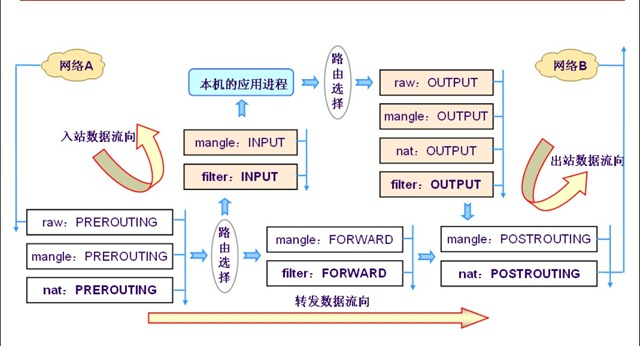 网络A
本机的应用进程
路由选择
网络B
raw：OUTPUT
mangle：OUTPUT
nat：OUTPUT
filter：OUTPUT
入站数据流向
mangle：INPUT
filter：INPUT
出站数据流向
raw：PREROUTING
mangle：PREROUTING
nat：PREROUTING
路由选择
mangle：FORWARD
filter：FORWARD
mangle：POSTROUTING
nat：POSTROUTING
转发数据流向